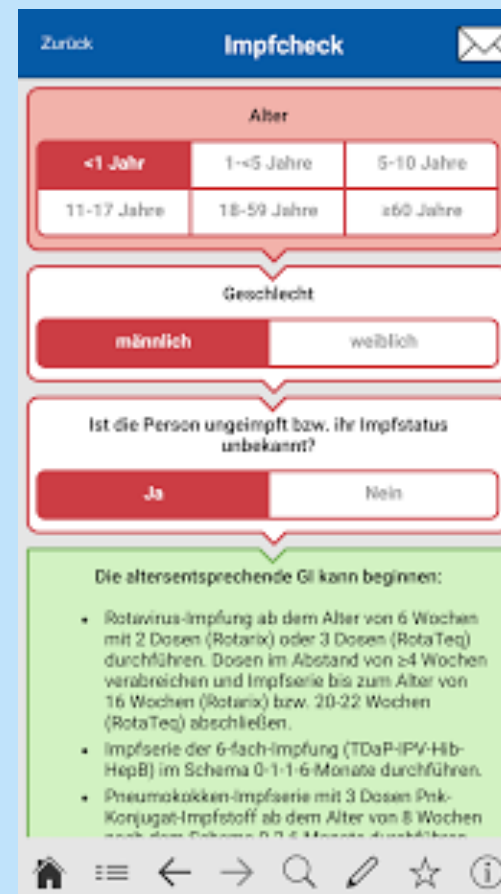 Zurück Impfcheck
Alter
<1 Jahr 1-<5 Jahre 5-10 Jahre
11-17 Jahre 18-59 Jahre ≥60 Jahre
Geschlecht
männlich weiblich
Ist die Person ungeimpft bzw. ihr Impfstatus
unbekannt?
Ja Nein
Die altersentsprechende GI kann beginnen:
• Rotavirus-Impfung ab dem Alter von 6 Wochen
mit 2 Dosen (Rotarix) oder 3 Dosen (RotaTeq)
durchführen. Dosen im Abstand von ≥4 Wochen
verabreichen und Impfserie bis zum Alter von
16 Wochen (Rotarix) bzw. 20-22 Wochen
(RotaTeq) abschließen.
• Impfserie der 6-fach-Impfung (TDaP-IPV-Hib-
HepB) im Schema 0-1-1-6-Monate durchführen.
• Pneumokokken-Impfserie mit 3 Dosen Pnk-
Konjugat-Impfstoff ab dem Alter von 8 Wochen